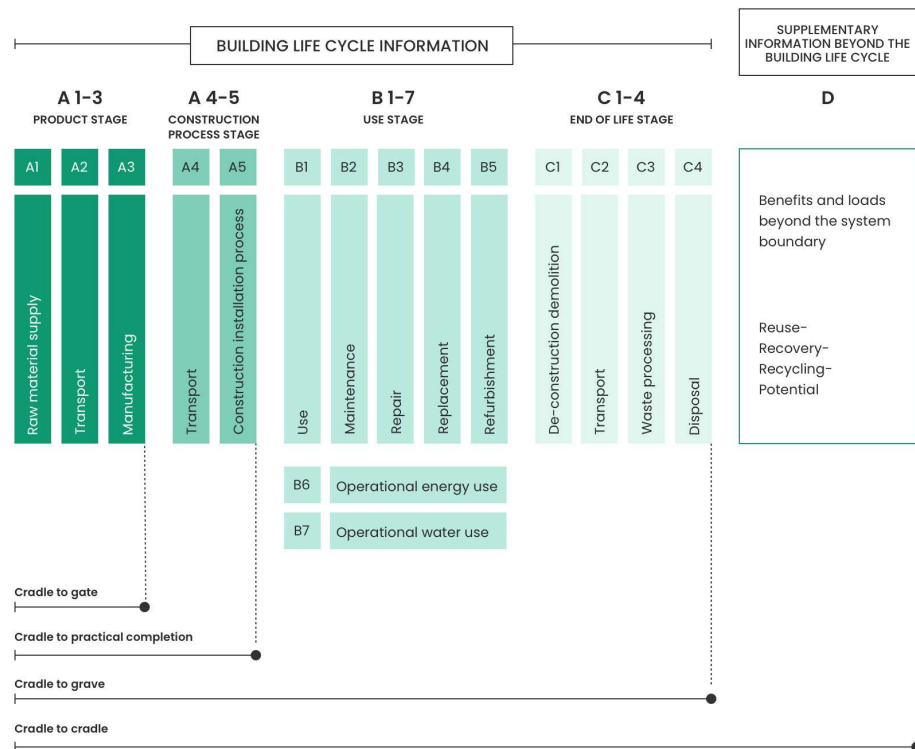 BUILDING LIFE CYCLE INFORMATION
SUPPLEMENTARY
INFORMATION BEYOND THE
BUILDING LIFE CYCLE
A 1-3
PRODUCT STAGE
A 4-5
CONSTRUCTION
PROCESS STAGE
B 1-7
USE STAGE
C 1-4
END OF LIFE STAGE
D
A1
A2
A3
A4
A5
B1
B2
B3
B4
B5
C1
C2
C3
C4
Raw material supply
Transport
Manufacturing
Transport
Construction installation process
Use
Maintenance
Repair
Replacement
Refurbishment
De-construction demolition
Transport
Waste processing
Disposal
Benefits and loads
beyond the system
boundary
Reuse-
Recovery-
Recycling-
Potential
B6
Operational energy use
B7
Operational water use
Cradle to gate
Cradle to practical completion
Cradle to grave
Cradle to cradle